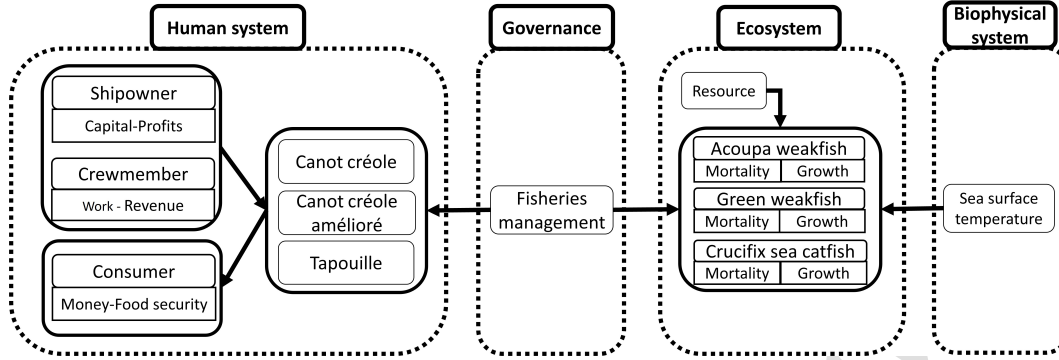 Human system
Shipowner
Capital-Profits
Crewmember
Work - Revenue
Consumer
Money-Food security
Canot créole
Canot créole
amélioré
Tapouille
Governance
Fisheries
management
Ecosystem
Resource
Acoupa weakfish
Mortality Growth
Green weakfish
Mortality Growth
Crucifix sea catfish
Mortality Growth
Biophysical
system
Sea surface
temperature